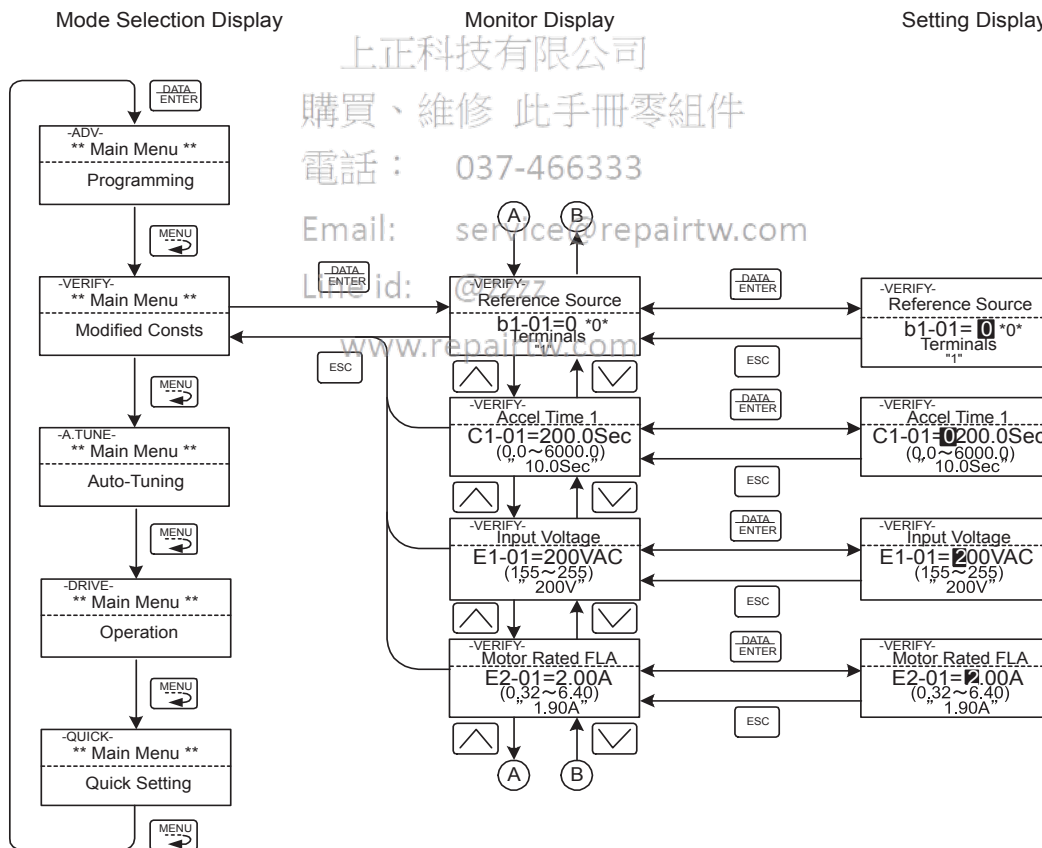 Mode Selection Display
Monitor Display
Setting Display
上正科技有限公司
購買、維修 此手冊零組件
電話： 037-466333
Email: service@repairtw.com
Line id: @zzzz
www.repairtw.com
DATA
ENTER
-ADV-
** Main Menu **
Programming
MENU
-VERIFY-
** Main Menu **
Modified Consts
MENU
-A.TUNE-
** Main Menu **
Auto-Tuning
MENU
-DRIVE-
** Main Menu **
Operation
MENU
-QUICK-
** Main Menu **
Quick Setting
MENU
DATA
ENTER
ESC
A
B
-VERIFY-
Reference Source
b1-01=0 *0*
Terminals
"1"
-VERIFY-
Accel Time 1
C1-01=200.0Sec
(0.0~6000.0)
" 10.0Sec"
-VERIFY-
Input Voltage
E1-01=200VAC
(155~255)
" 200V"
-VERIFY-
Motor Rated FLA
E2-01=2.00A
(0.32~6.40)
" 1.90A"
A
B
DATA
ENTER
ESC
DATA
ENTER
ESC
DATA
ENTER
ESC
DATA
ENTER
ESC
-VERIFY-
Reference Source
b1-01= 0 *0*
Terminals
"1"
-VERIFY-
Accel Time 1
C1-01=0200.0Sec
(0.0~6000.0)
" 10.0Sec"
-VERIFY-
Input Voltage
E1-01= 200VAC
(155~255)
" 200V"
-VERIFY-
Motor Rated FLA
E2-01= 2.00A
(0.32~6.40)
" 1.90A"